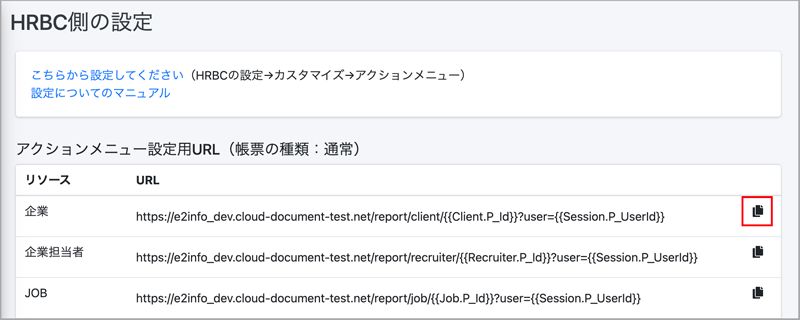 HRBC側の設定
こちらから設定してください（HRBCの設定→カスタマイズ→アクションメニュー）
設定についてのマニュアル
アクションメニュー設定用URL（帳票の種類：通常）
リソース URL
企業 https://e2info_dev.cloud-document-test.net/report/client/{{Client.P_Id}}?user={{Session.P_UserId}}
企業担当者 https://e2info_dev.cloud-document-test.net/report/recruiter/{{Recruiter.P_Id}}?user={{Session.P_UserId}}
JOB https://e2info_dev.cloud-document-test.net/report/job/{{Job.P_Id}}?user={{Session.P_UserId}}